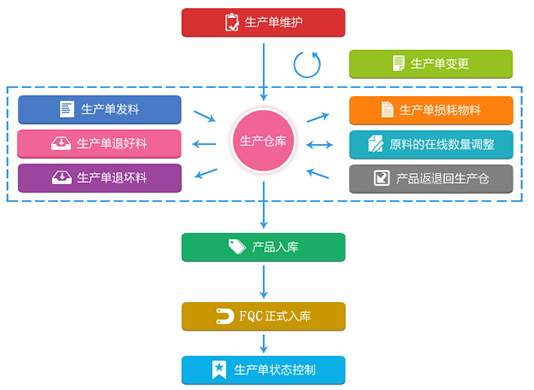 生产单维护
生产单变更
生产单发料
生产单退好料
生产单退坏料
生产仓库
生产单损耗物料
原料的在线数量调整
产品返退回生产仓
产品入库
FQC正式入库
生产单状态控制